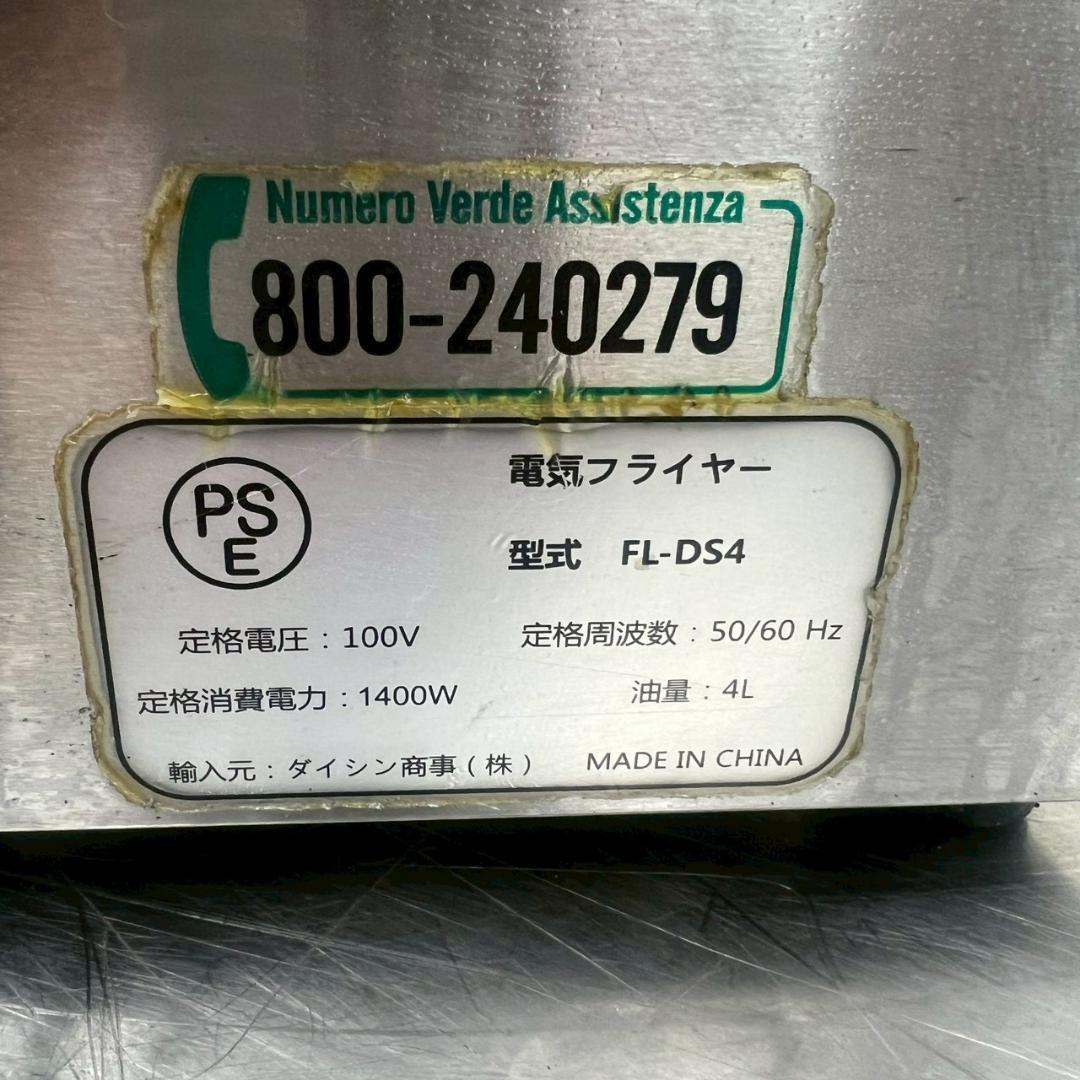 Numero Verde Assistenza
800-240279
PS
E
電気フライヤー
型式 FL-DS4
定格電圧：100V 定格周波数：50/60 Hz
定格消費電力：1400W 油量：4L
輸入元：ダイシン商事（株） MADE IN CHINA